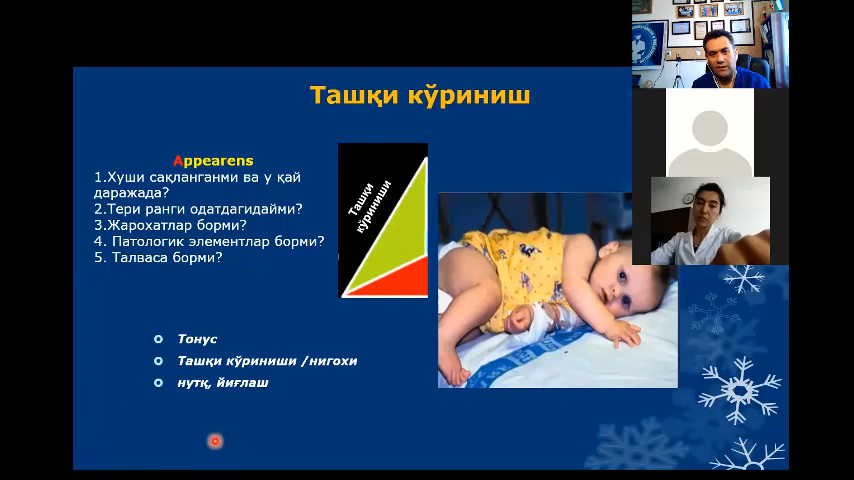 Ташқи кўриниш
Appearens
1.Хуши сақланганми ва у қай
даражада?
2.Тери ранги одатдагидайми?
3.Жарохатлар борми?
4. Патологик элементлар борми?
5. Талваса борми?
Ташқи
кўриниши
Тонус
Ташқи кўриниши /нигохи
нутқ, йиғлаш